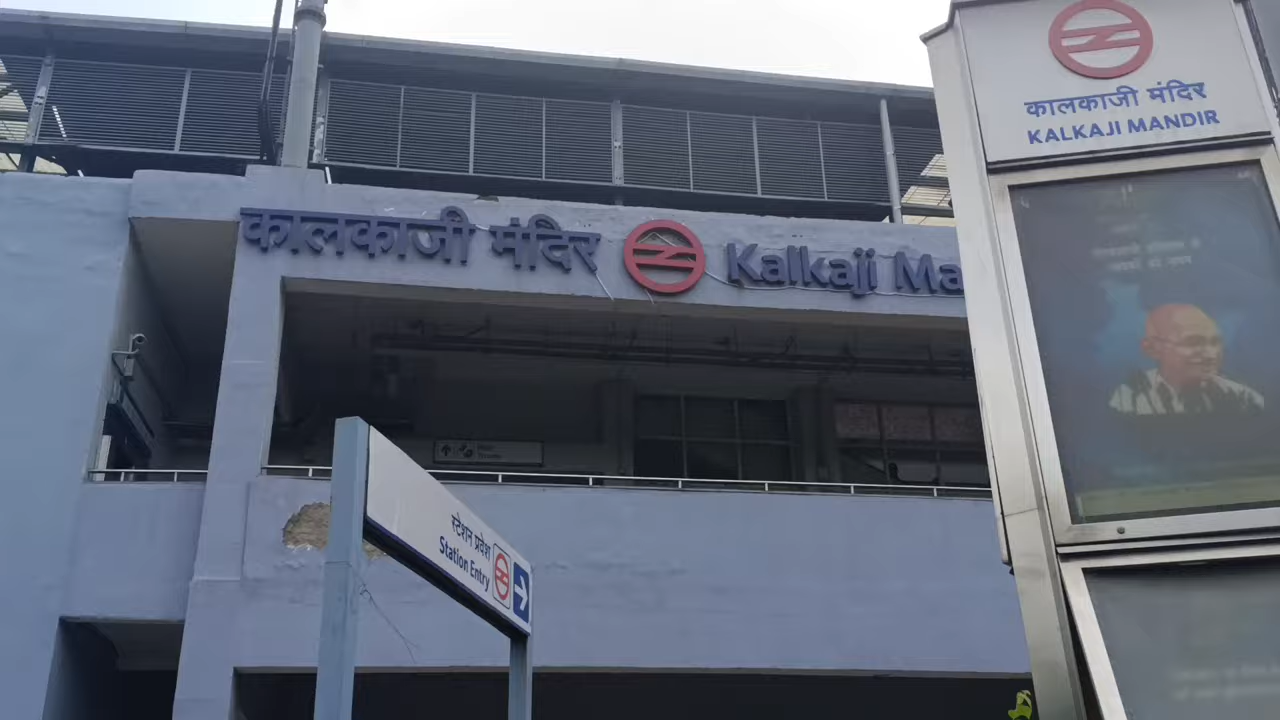 कालकाजी मंदिर
KALKAJI MANDIR
कालकाजी मंदिर Kalkaji Ma
स्टेशन प्रवेश
Station Entry